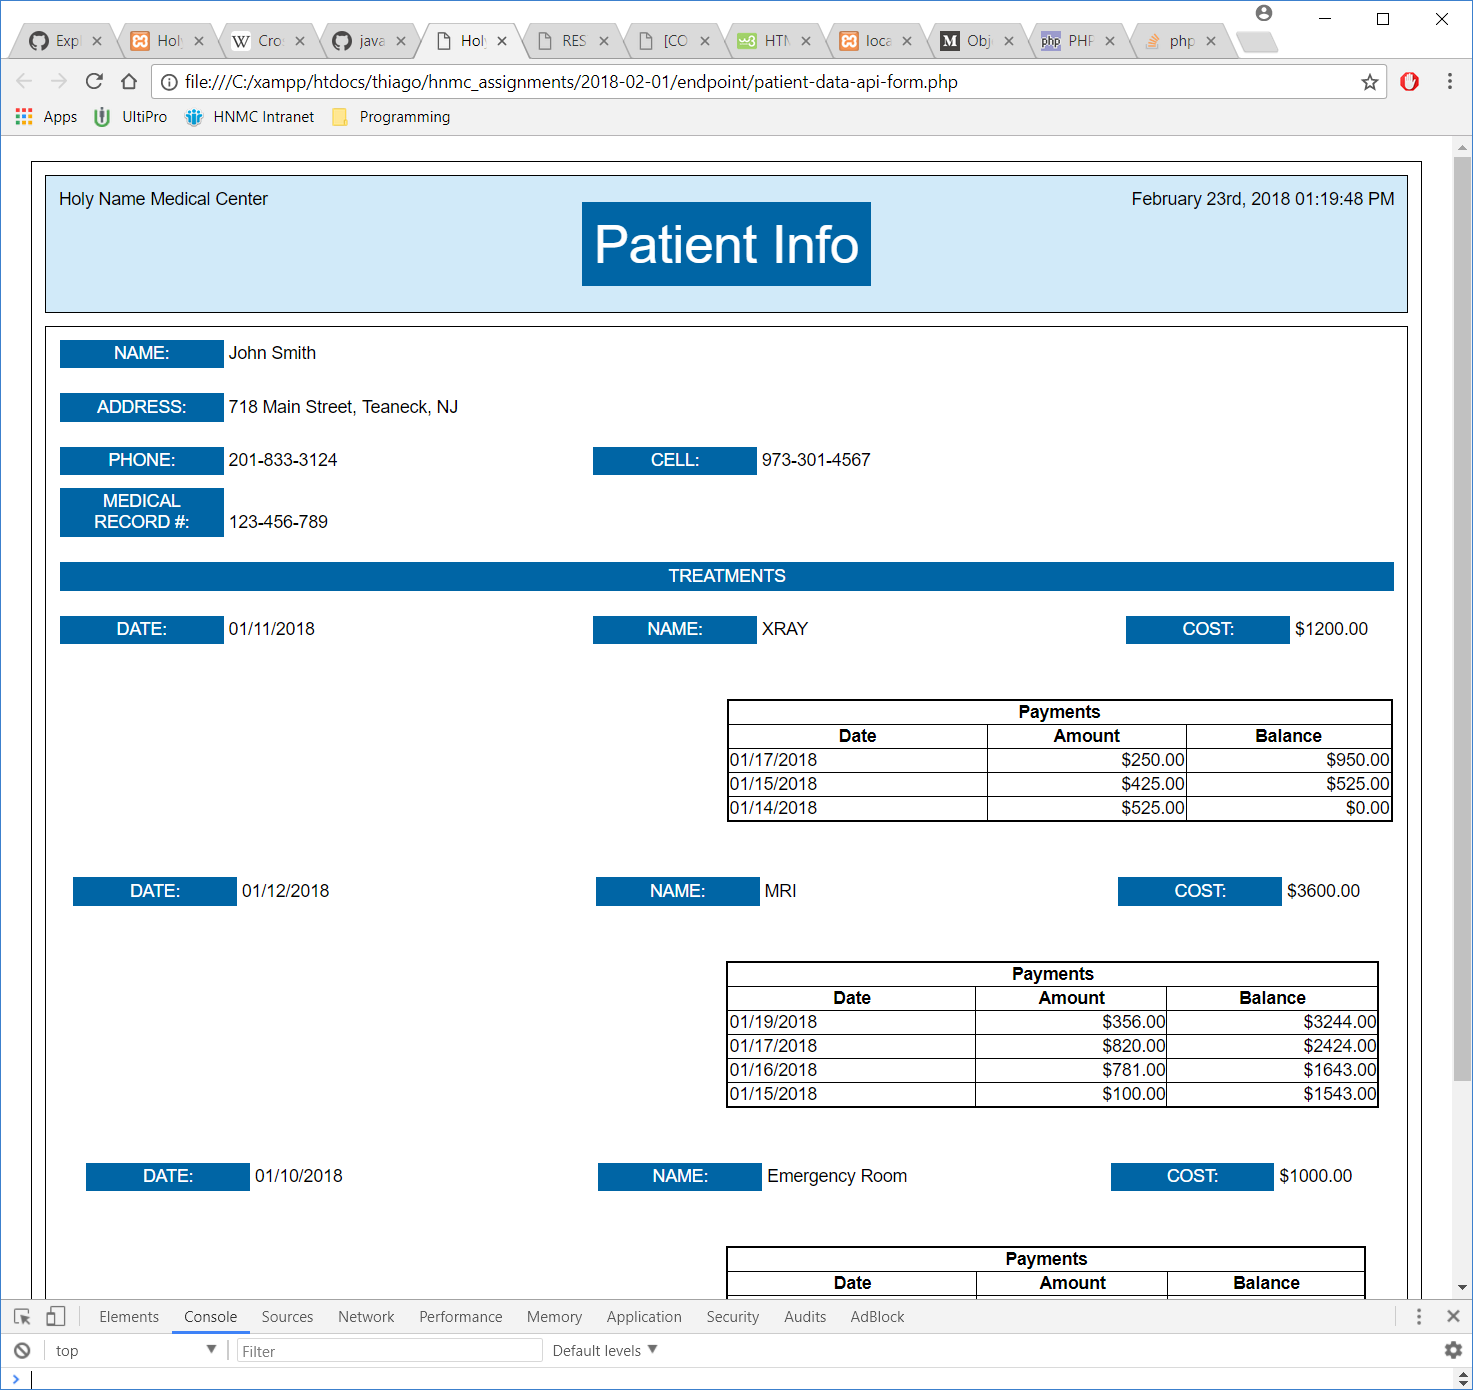 Exp Holy Cro java Holy RES [CO HTM loca Obj PHP php
file:///C:/xampp/htdocs/thiago/hnmc_assignments/2018-02-01/endpoint/patient-data-api-form.php
Apps UltiPro HNMC Intranet Programming
Holy Name Medical Center February 23rd, 2018 01:19:48 PM
Patient Info
NAME: John Smith
ADDRESS: 718 Main Street, Teaneck, NJ
PHONE: 201-833-3124 CELL: 973-301-4567
MEDICAL
RECORD #: 123-456-789
TREATMENTS
DATE: 01/11/2018 NAME: XRAY COST: $1200.00
Payments
Date Amount Balance
01/17/2018 $250.00 $950.00
01/15/2018 $425.00 $525.00
01/14/2018 $525.00 $0.00
DATE: 01/12/2018 NAME: MRI COST: $3600.00
Payments
Date Amount Balance
01/19/2018 $356.00 $3244.00
01/17/2018 $820.00 $2424.00
01/16/2018 $781.00 $1643.00
01/15/2018 $100.00 $1543.00
DATE: 01/10/2018 NAME: Emergency Room COST: $1000.00
Payments
Date Amount Balance
Elements Console Sources Network Performance Memory Application Security Audits AdBlock
top Filter Default levels